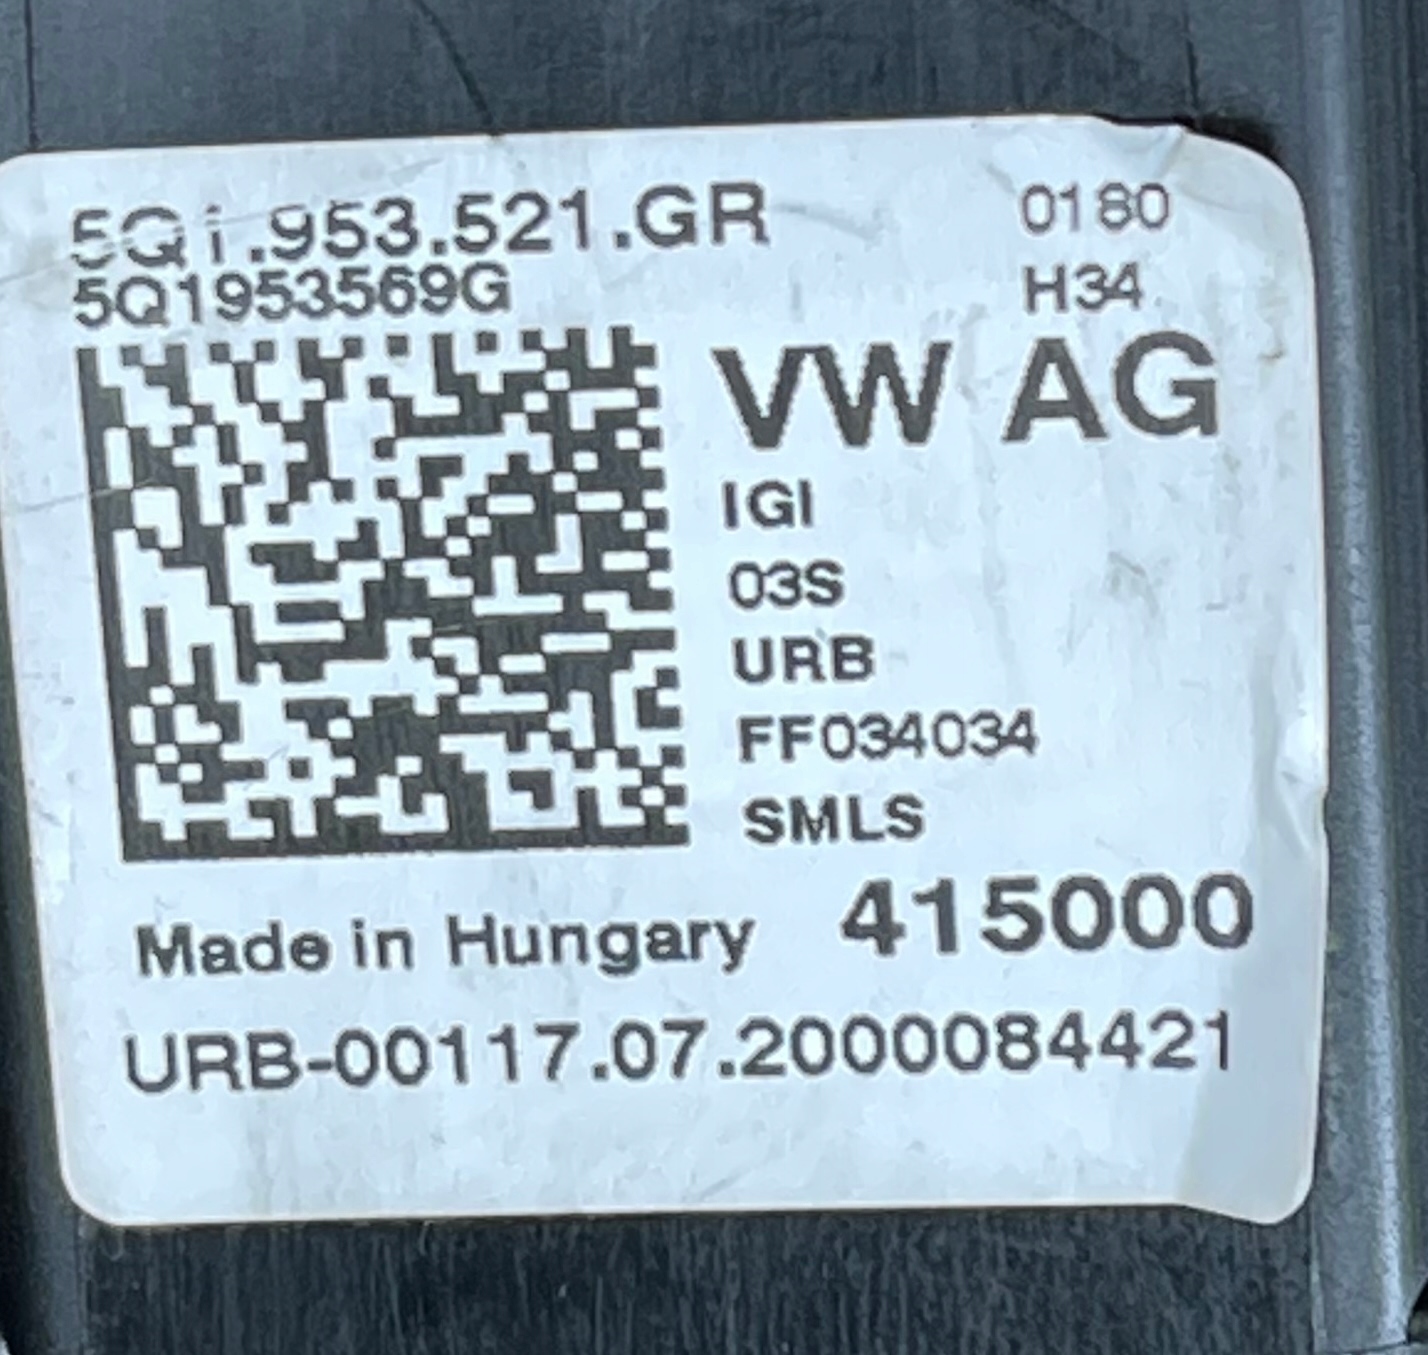 5Q1.953.521.GR 0180
5Q1953569G H34
VW AG
IGI
03S
URB
FF034034
SMLS
Made in Hungary 415000
URB-00117.07.2000084421